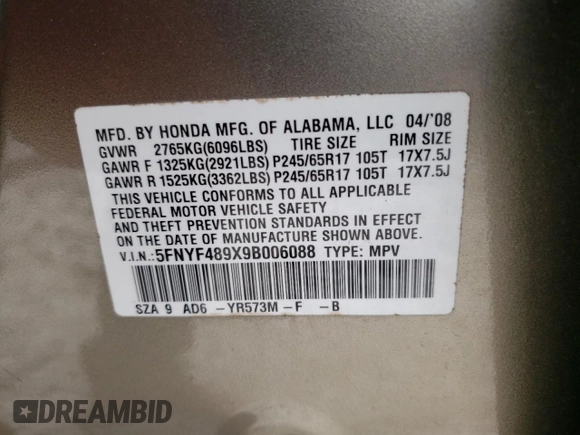 MFD. BY HONDA MFG. OF ALABAMA, LLC 04/'08
GVWR 2765KG(6096LBS) TIRE SIZE RIM SIZE
GAWR F 1325KG(2921LBS) P245/65R17 105T 17X7.5J
GAWR R 1525KG(3362LBS) P245/65R17 105T 17X7.5J
THIS VEHICLE CONFORMS TO ALL APPLICABLE
FEDERAL MOTOR VEHICLE SAFETY
AND THEFT PREVENTION STANDARDS IN EFFECT
ON THE DATE OF MANUFACTURE SHOWN ABOVE.
V.I.N.:5FNYF489X9B006088 TYPE: MPV
SZA 9 AD6 -YR573M-F -B
DREAMBID